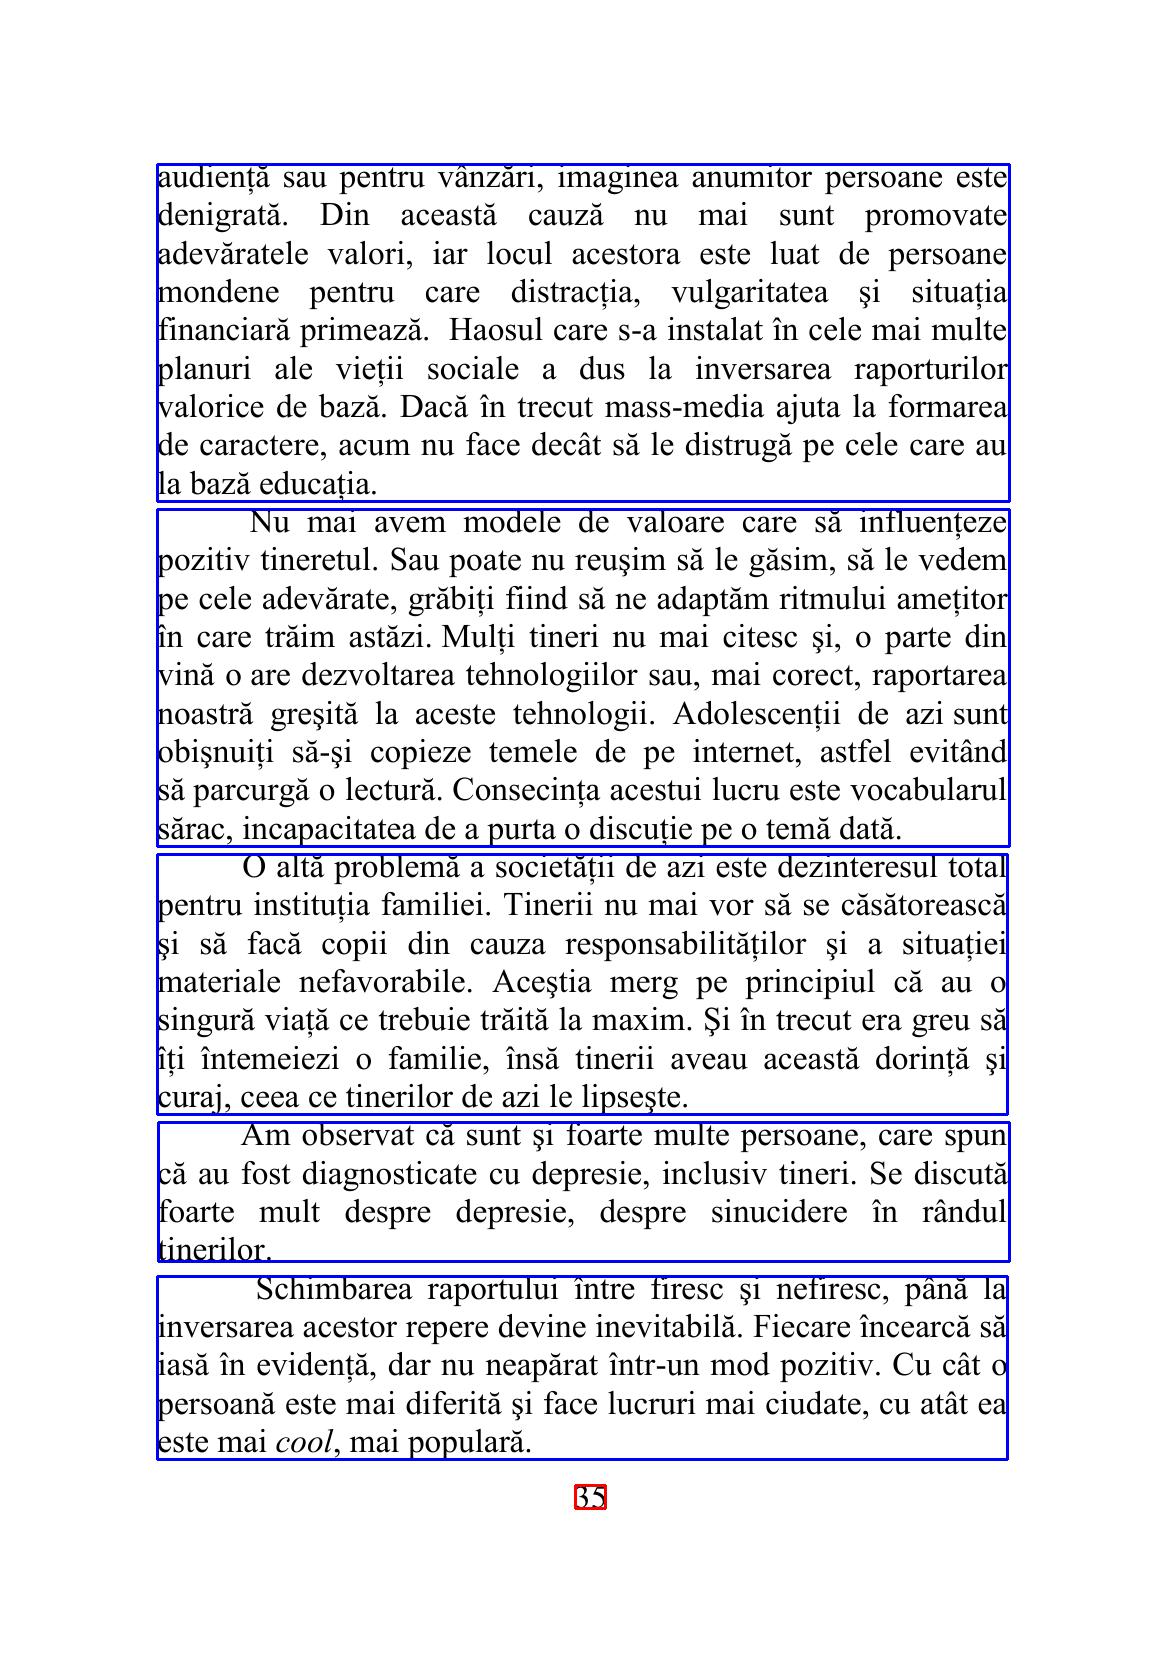 audiență sau pentru vânzări, imaginea anumitor persoane este
denigrată. Din această cauză nu mai sunt promovate
adevăratele valori, iar locul acestora este luat de persoane
mondene pentru care distracția, vulgaritatea şi situația
financiară primează. Haosul care s-a instalat în cele mai multe
planuri ale vieții sociale a dus la inversarea raporturilor
valorice de bază. Dacă în trecut mass-media ajuta la formarea
de caractere, acum nu face decât să le distrugă pe cele care au
la bază educația.
Nu mai avem modele de valoare care să influențeze
pozitiv tineretul. Sau poate nu reuşim să le găsim, să le vedem
pe cele adevărate, grăbiți fiind să ne adaptăm ritmului amețitor
în care trăim astăzi. Mulți tineri nu mai citesc şi, o parte din
vină o are dezvoltarea tehnologiilor sau, mai corect, raportarea
noastră greşită la aceste tehnologii. Adolescenții de azi sunt
obişnuiți să-şi copieze temele de pe internet, astfel evitând
să parcurgă o lectură. Consecința acestui lucru este vocabularul
sărac, incapacitatea de a purta o discuție pe o temă dată.
O altă problemă a societății de azi este dezinteresul total
pentru instituția familiei. Tinerii nu mai vor să se căsătorească
şi să facă copii din cauza responsabilităților şi a situației
materiale nefavorabile. Aceştia merg pe principiul că au o
singură viață ce trebuie trăită la maxim. Şi în trecut era greu să
îți întemeiezi o familie, însă tinerii aveau această dorință şi
curaj, ceea ce tinerilor de azi le lipseşte.
Am observat că sunt şi foarte multe persoane, care spun
că au fost diagnosticate cu depresie, inclusiv tineri. Se discută
foarte mult despre depresie, despre sinucidere în rândul
tinerilor.
Schimbarea raportului între firesc şi nefiresc, până la
inversarea acestor repere devine inevitabilă. Fiecare încearcă să
iasă în evidență, dar nu neapărat într-un mod pozitiv. Cu cât o
persoană este mai diferită şi face lucruri mai ciudate, cu atât ea
este mai cool, mai populară.
35